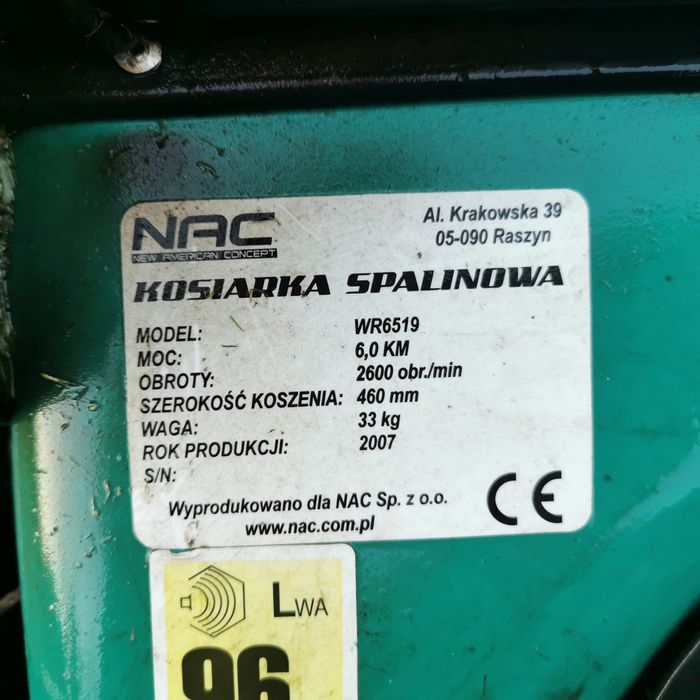 NAC
NEW AMERICAN CONCEPT
Al. Krakowska 39
05-090 Raszyn
KOSIARKA SPALINOWA
MODEL: WR6519
MOC: 6,0 KM
OBROTY: 2600 obr./min
SZEROKOŚĆ KOSZENIA: 460 mm
WAGA: 33 kg
ROK PRODUKCJI: 2007
S/N:
Wyprodukowano dla NAC Sp. z o.o.
www.nac.com.pl
CE
LWA
96